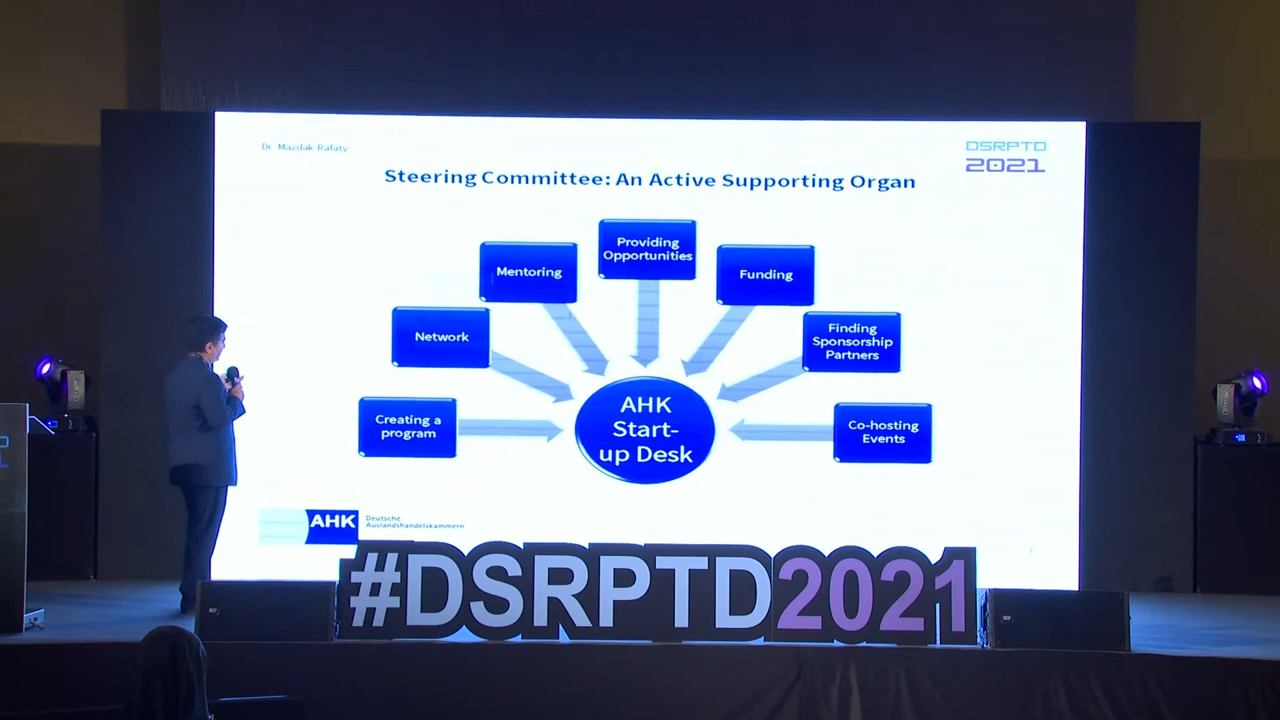 Dr. Mazdak Rafaty
DSRPTD
2021
Steering Committee: An Active Supporting Organ
Providing
Opportunities
Mentoring
Funding
Network
Finding
Sponsorship
Partners
Creating a
program
AHK
Start-
up Desk
Co-hosting
Events
AHK
Deutsche
Auslandshandelskammern
#DSRPTD2021